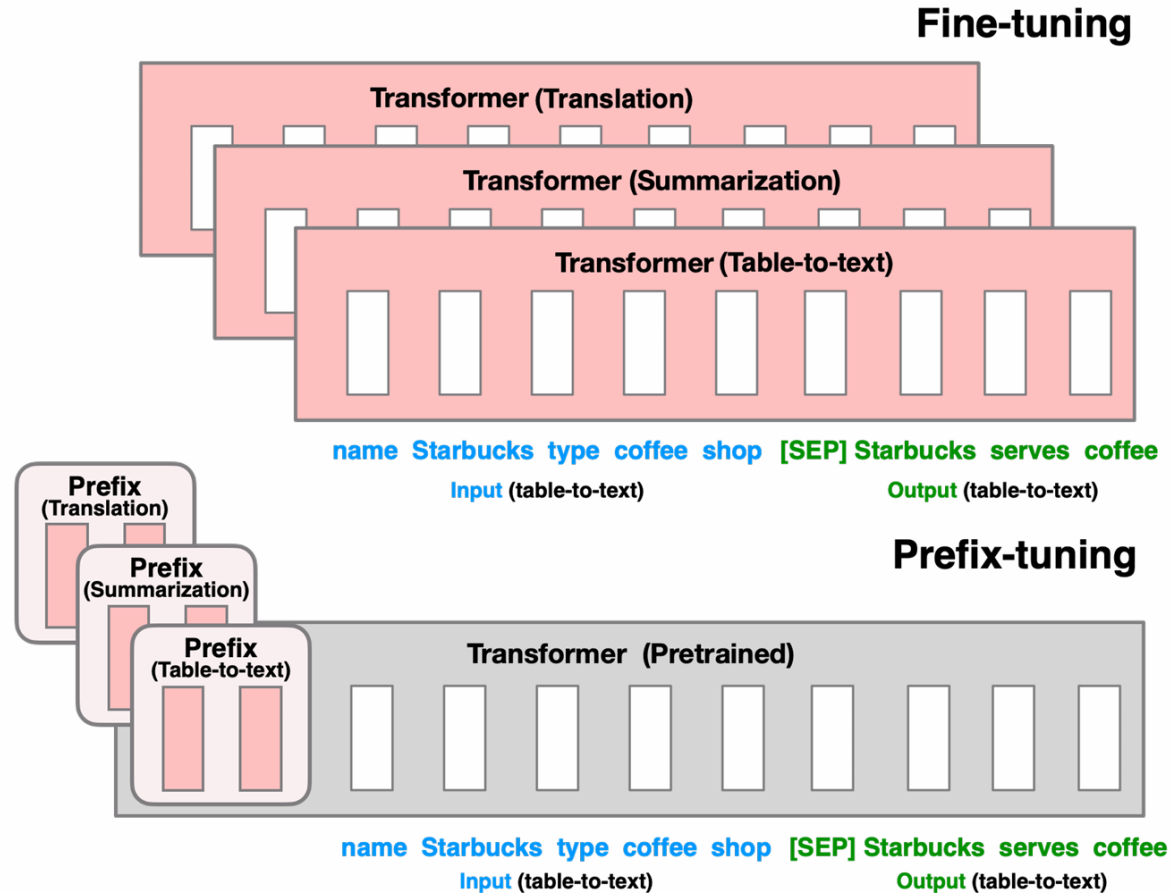 Fine-tuning
Transformer (Translation)
Transformer (Summarization)
Transformer (Table-to-text)
name Starbucks type coffee shop [SEP] Starbucks serves coffee
Input (table-to-text) Output (table-to-text)
Prefix-tuning
Prefix
(Translation)
Prefix
(Summarization)
Prefix
(Table-to-text)
Transformer (Pretrained)
name Starbucks type coffee shop [SEP] Starbucks serves coffee
Input (table-to-text) Output (table-to-text)